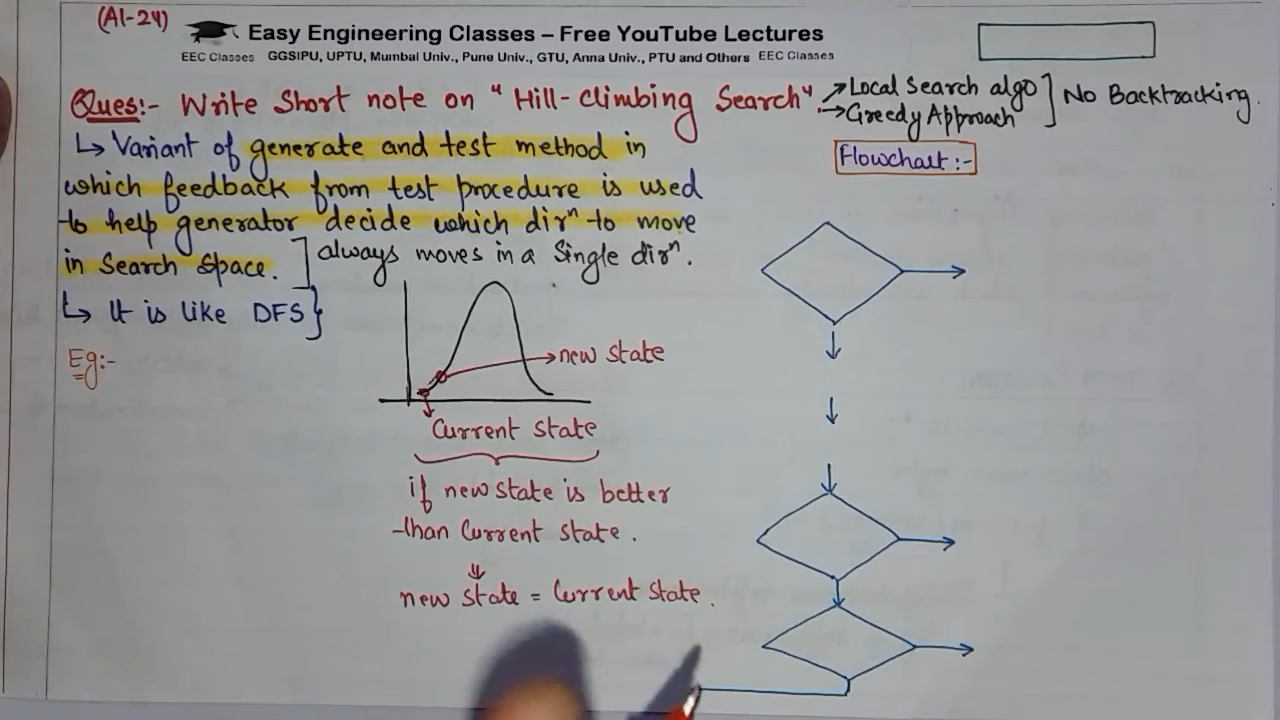 (AI-24)
Easy Engineering Classes – Free YouTube Lectures
EEC Classes GGSIPU, UPTU, Mumbai Univ., Pune Univ., GTU, Anna Univ., PTU and Others EEC Classes
Ques:- Write Short note on "Hill-Climbing Search" → Local Search algo
→ Greedy Approach
] No Backtracking.
↳ Variant of generate and test method in
which feedback from test procedure is used
to help generator decide which dirⁿ to move
in Search Space. ] always moves in a Single dirⁿ.
↳ It is like DFS}
Eg:-
→ new state
Current state
if new state is better
than Current state.
⇓
new state = Current state.
Flowchart:-